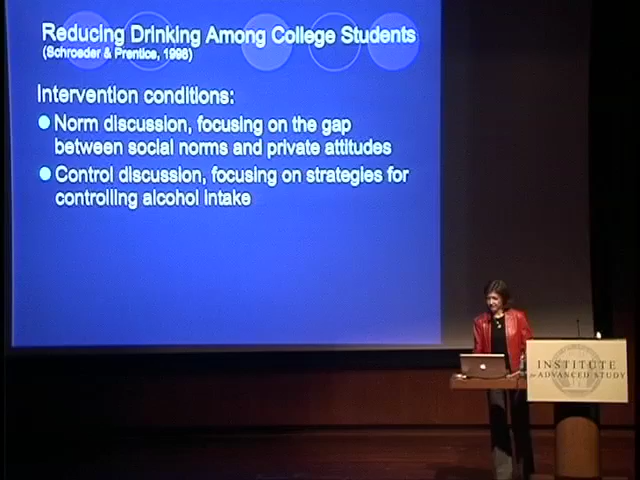 Reducing Drinking Among College Students
(Schroeder & Prentice, 1998)
Intervention conditions:
Norm discussion, focusing on the gap
between social norms and private attitudes
Control discussion, focusing on strategies for
controlling alcohol intake
INSTITUTE
for ADVANCED STUDY